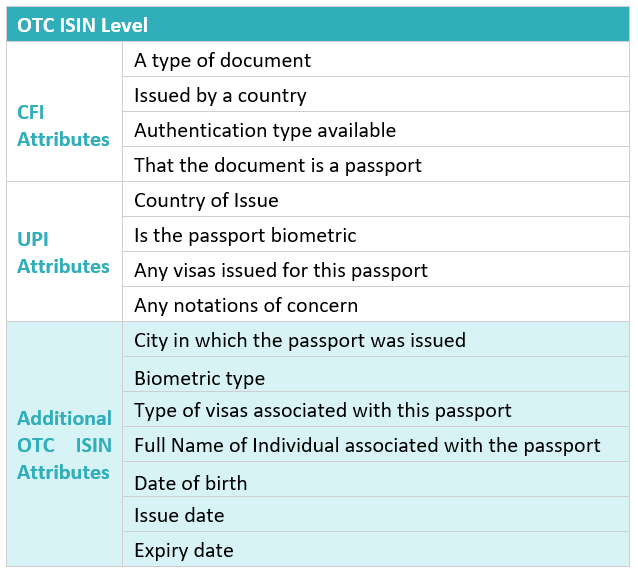 OTC ISIN Level
CFI
Attributes
A type of document
Issued by a country
Authentication type available
That the document is a passport
UPI
Attributes
Country of Issue
Is the passport biometric
Any visas issued for this passport
Any notations of concern
Additional
OTC ISIN
Attributes
City in which the passport was issued
Biometric type
Type of visas associated with this passport
Full Name of Individual associated with the passport
Date of birth
Issue date
Expiry date